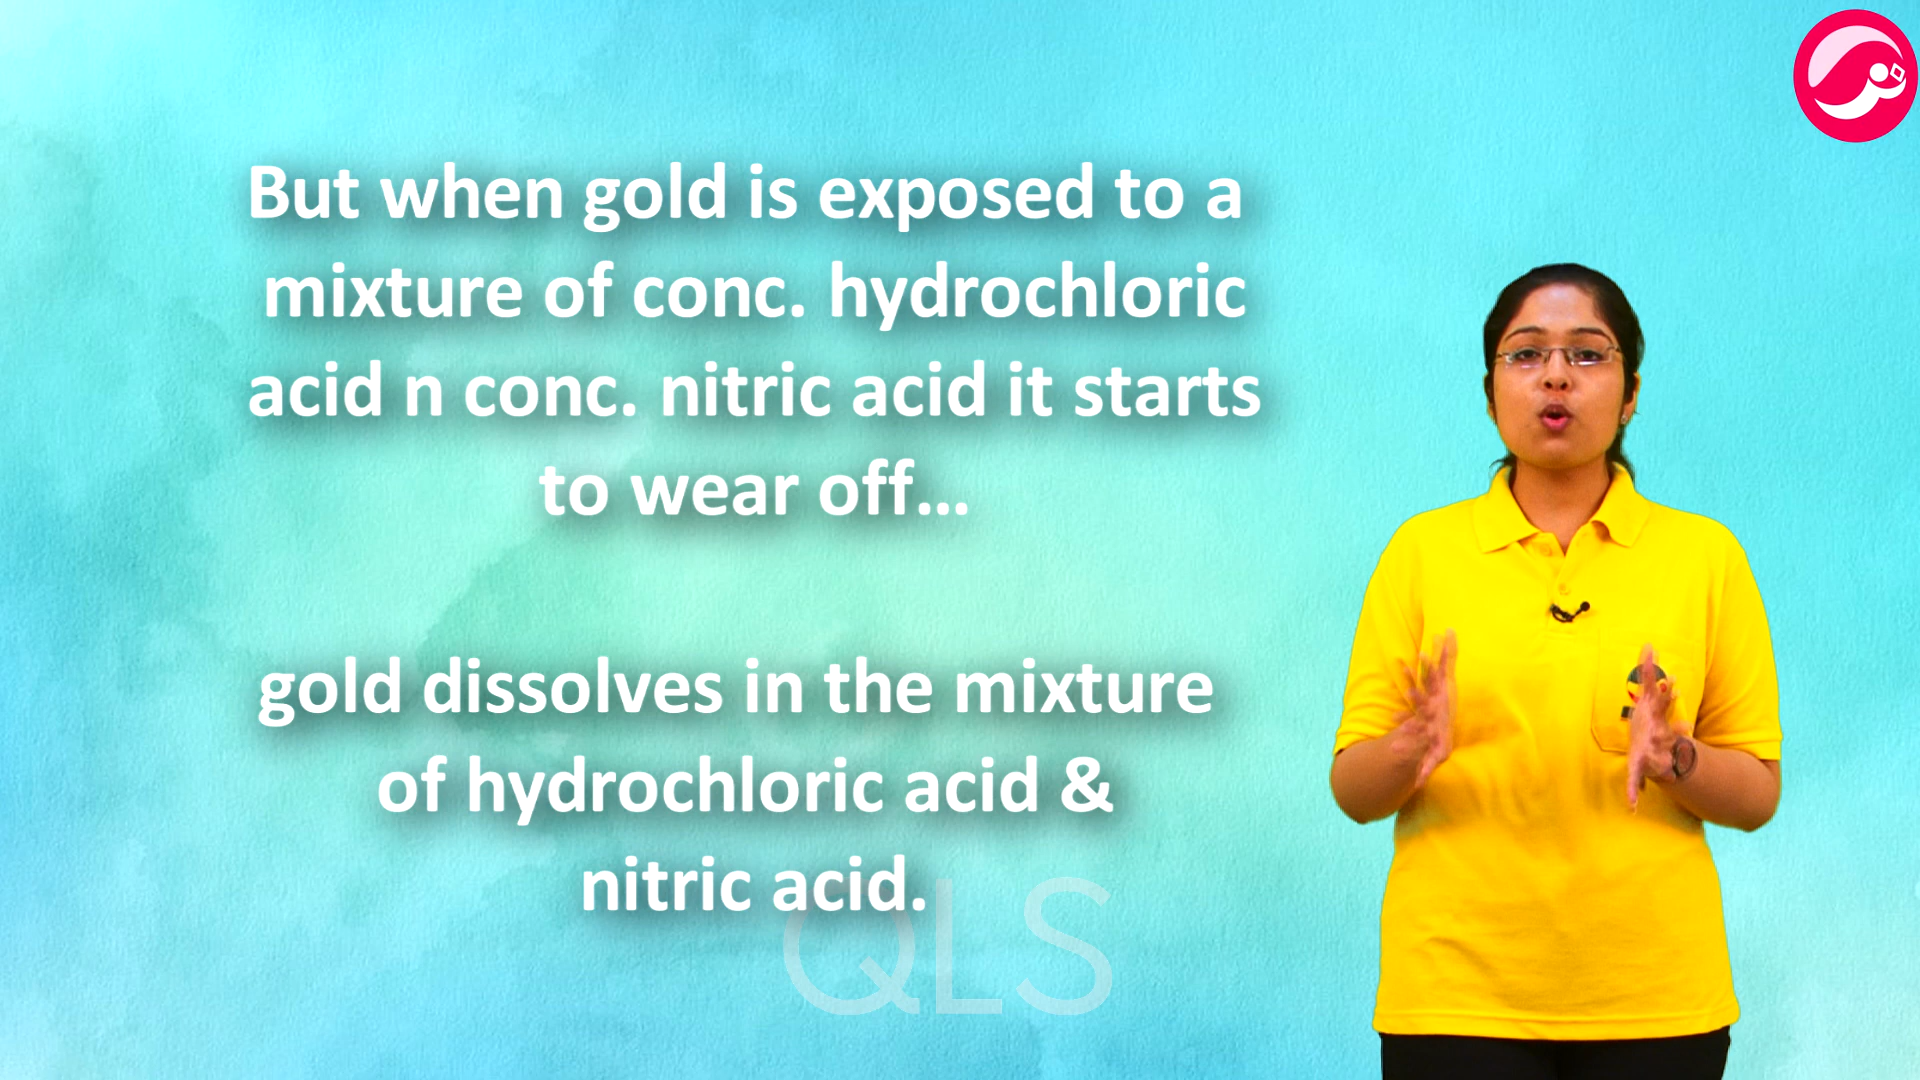 But when gold is exposed to a
mixture of conc. hydrochloric
acid n conc. nitric acid it starts
to wear off...
gold dissolves in the mixture
of hydrochloric acid &
nitric acid.
QLS